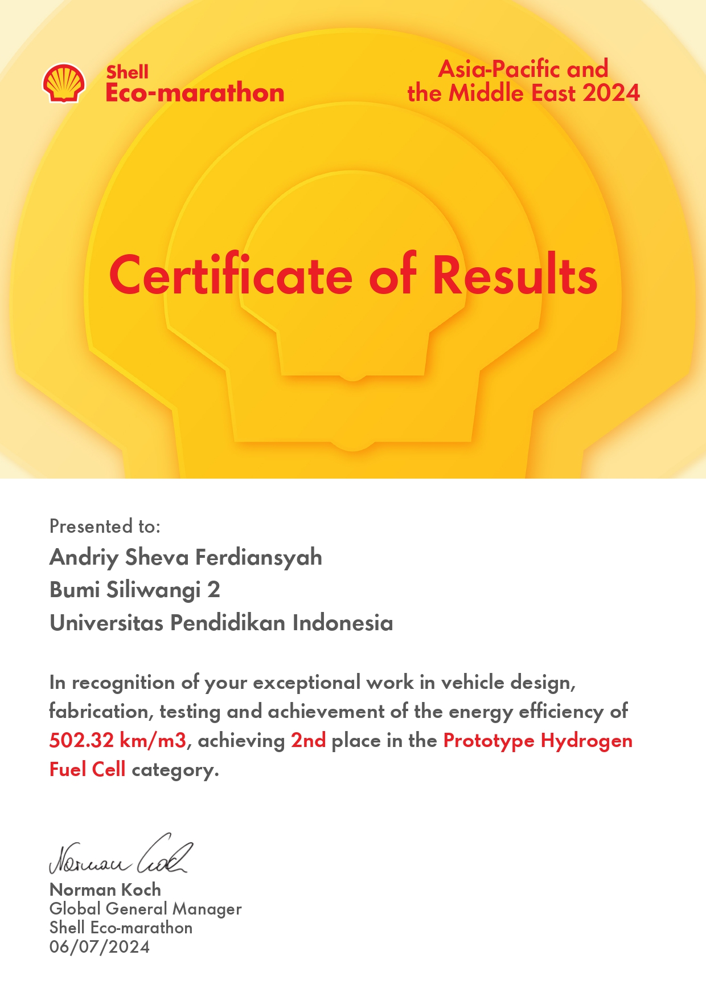 Shell
Eco-marathon
Asia-Pacific and
the Middle East 2024
Certificate of Results
Presented to:
Andriy Sheva Ferdiansyah
Bumi Siliwangi 2
Universitas Pendidikan Indonesia
In recognition of your exceptional work in vehicle design,
fabrication, testing and achievement of the energy efficiency of
502.32 km/m3, achieving 2nd place in the Prototype Hydrogen
Fuel Cell category.
Norman Koch
Norman Koch
Global General Manager
Shell Eco-marathon
06/07/2024